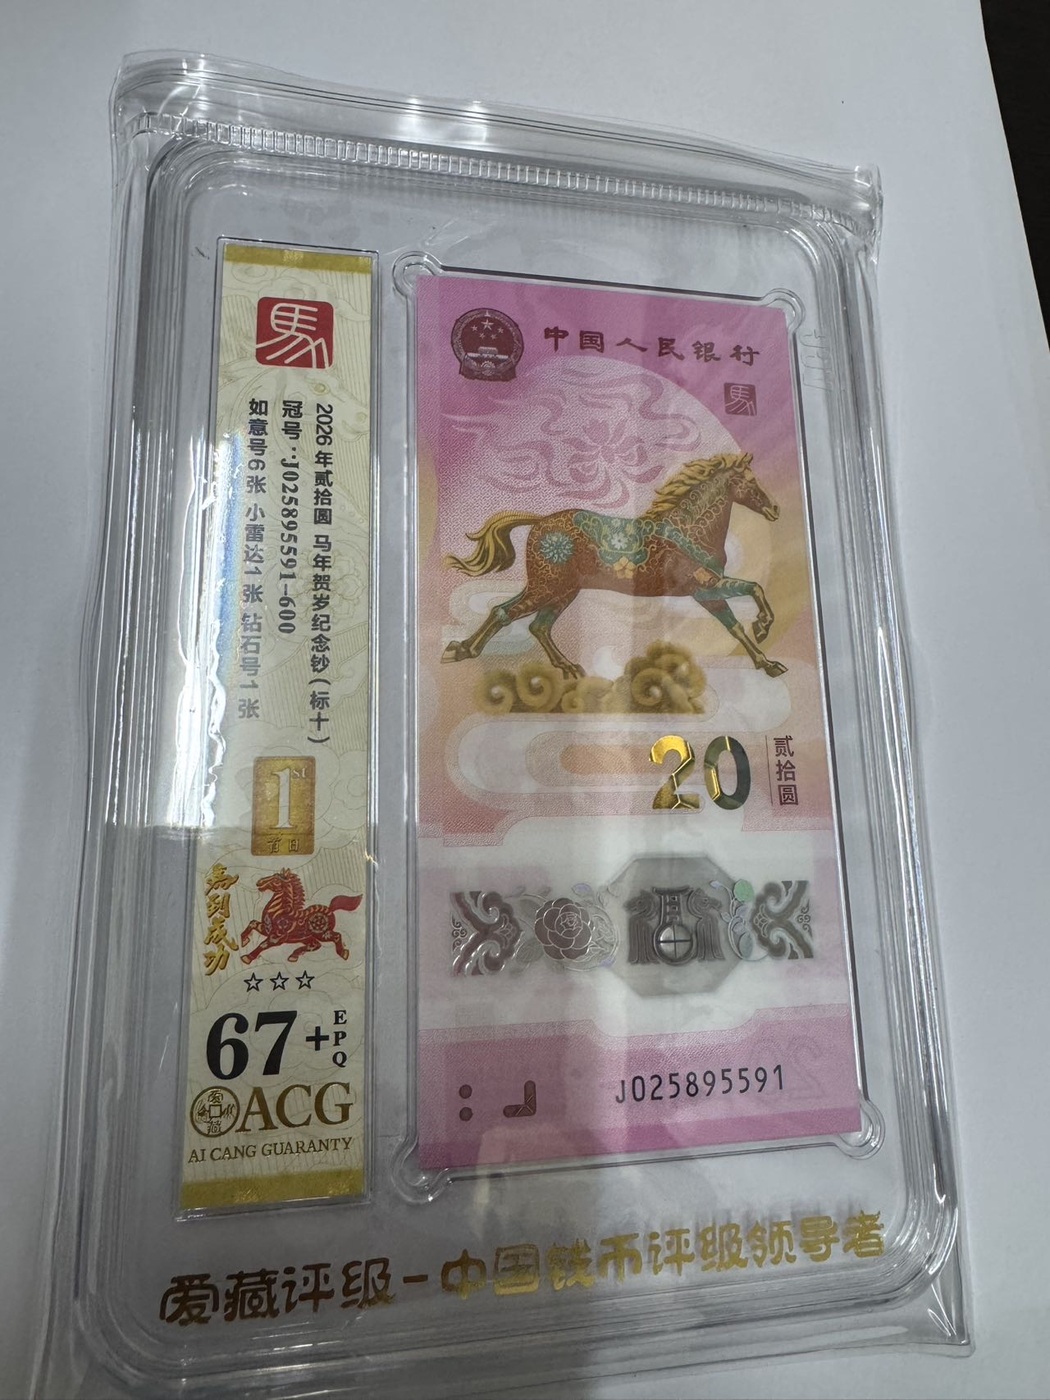 馬
2026年贰拾圆 马年贺岁纪念钞(标十)
冠号:J025895591-600
如意号6张 小雷达1张 钻石号1张
1ST
首日
马到成功
67+
EPQ
ACG
AI CANG GUARANTY
中国人民银行
馬
20
贰拾圆
J025895591
20
爱藏评级-中国钱币评级领导者